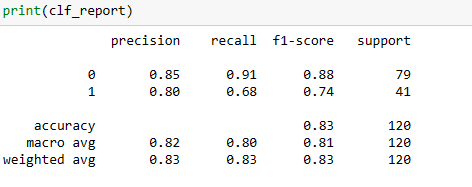 print(clf_report)
precision recall f1-score support
0 0.85 0.91 0.88 79
1 0.80 0.68 0.74 41
accuracy 0.83 120
macro avg 0.82 0.80 0.81 120
weighted avg 0.83 0.83 0.83 120